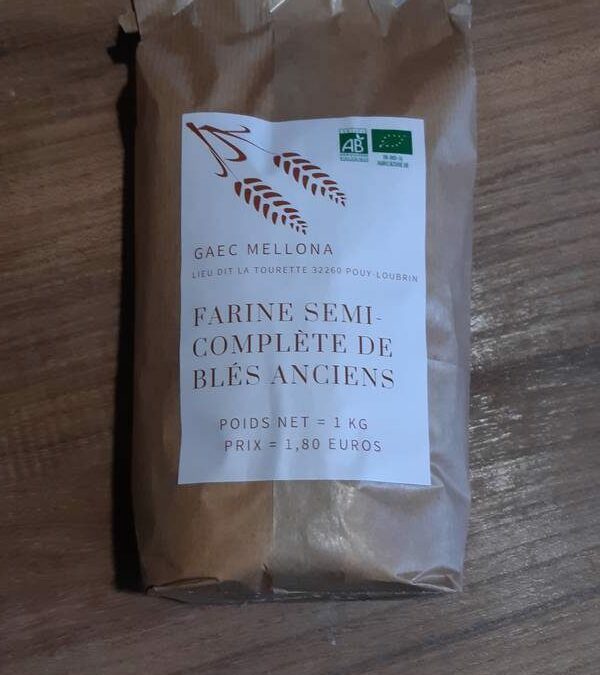 AB
GAEC MELLONA
LIEU DIT LA TOURETTE 32260 POUY-LOUBRIN
FARINE SEMI-
COMPLÈTE DE
BLÉS ANCIENS
POIDS NET = 1 KG
PRIX = 1,80 EUROS